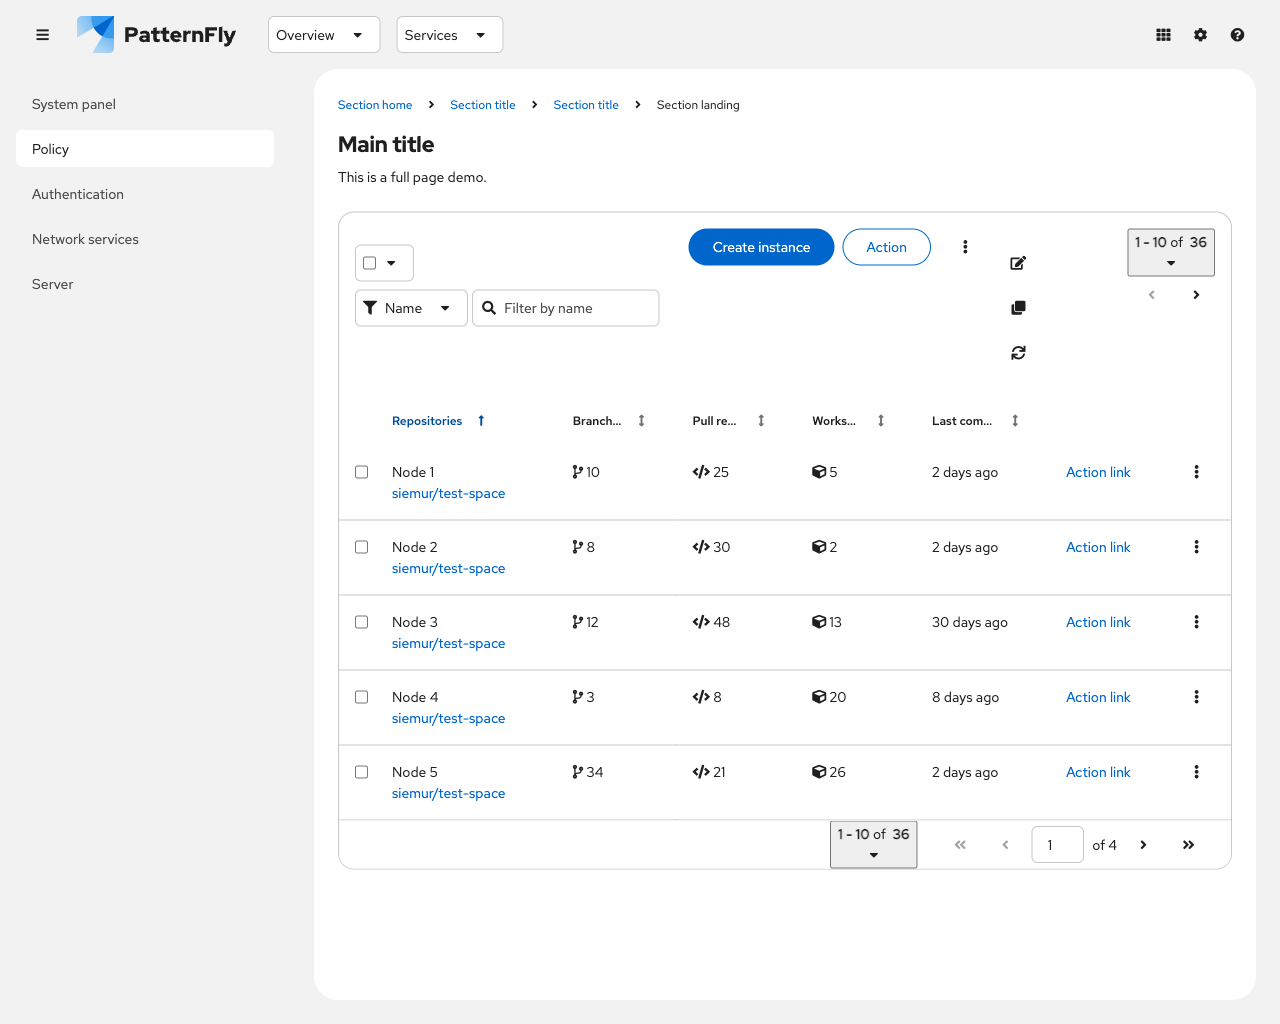 PatternFly
Overview
Services
System panel
Policy
Authentication
Network services
Server
Section home
Section title
Section title
Section landing
Main title
This is a full page demo.
Create instance
Action
1 - 10 of 36
Name
Filter by name
Repositories
Branch...
Pull re...
Works...
Last com...
Node 1
siemur/test-space
10
25
5
2 days ago
Action link
Node 2
siemur/test-space
8
30
2
2 days ago
Action link
Node 3
siemur/test-space
12
48
13
30 days ago
Action link
Node 4
siemur/test-space
3
8
20
8 days ago
Action link
Node 5
siemur/test-space
34
21
26
2 days ago
Action link
1 - 10 of 36
1
of 4